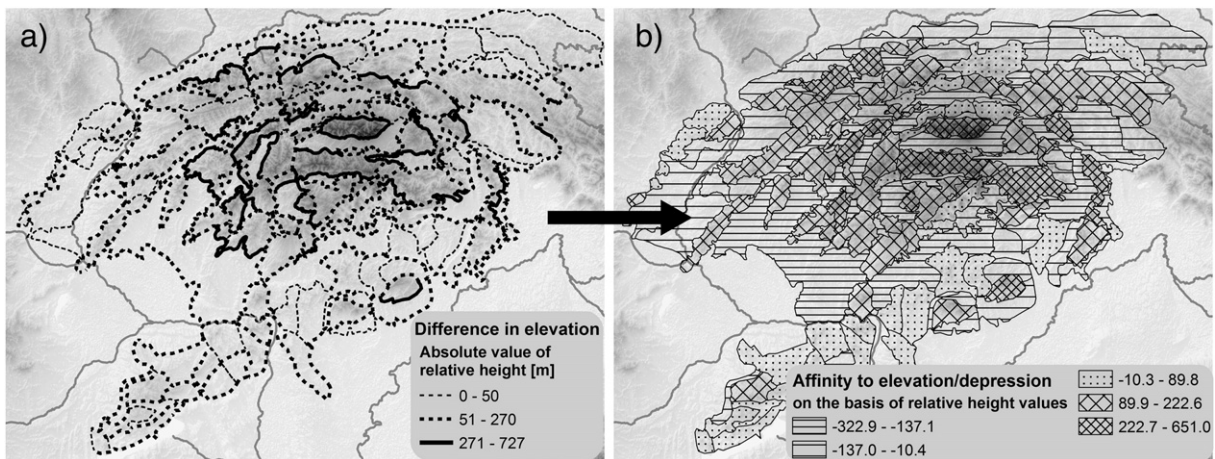 a)
Difference in elevation
Absolute value of
relative height [m]
0 - 50
51 - 270
271 - 727
b)
Affinity to elevation/depression
on the basis of relative height values
-322.9 - -137.1
-137.0 - -10.4
-10.3 - 89.8
89.9 - 222.6
222.7 - 651.0